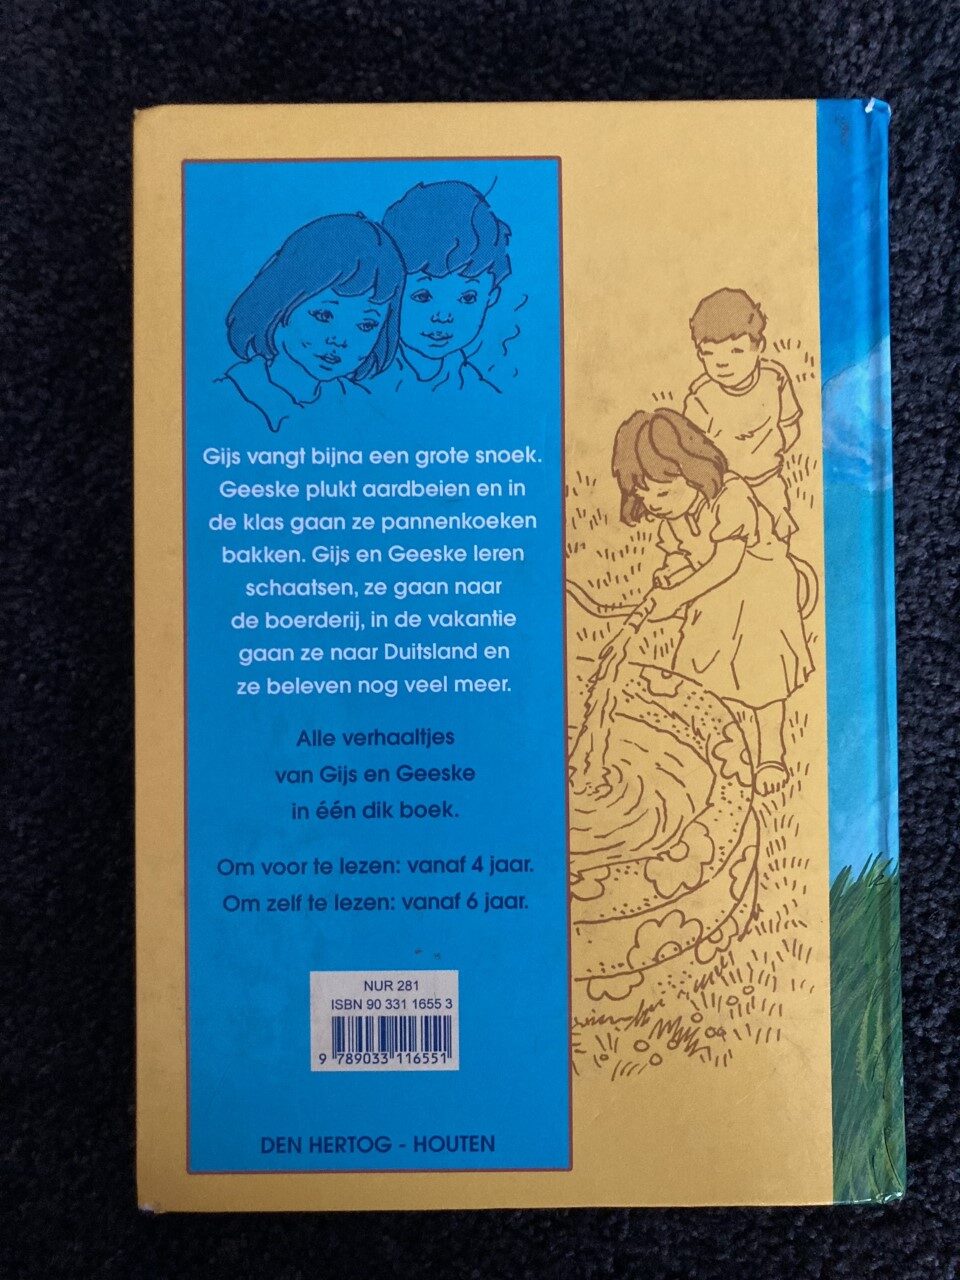 Gijs vangt bijna een grote snoek.
Geeske plukt aardbeien en in
de klas gaan ze pannenkoeken
bakken. Gijs en Geeske leren
schaatsen, ze gaan naar
de boerderij, in de vakantie
gaan ze naar Duitsland en
ze beleven nog veel meer.
Alle verhaaltjes
van Gijs en Geeske
in één dik boek.
Om voor te lezen: vanaf 4 jaar.
Om zelf te lezen: vanaf 6 jaar.
NUR 281
ISBN 90 331 1655 3
9 789033 116551
DEN HERTOG - HOUTEN